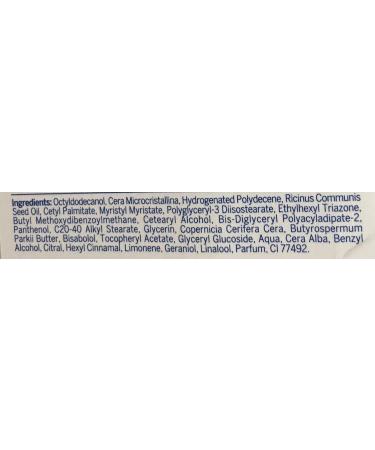 Ingredients: Octyldodecanol, Cera Microcristallina, Hydrogenated Polydecene, Ricinus Communis
Seed Oil, Cetyl Palmitate, Myristyl Myristate, Polyglyceryl-3 Diisostearate, Ethylhexyl Triazone,
Butyl Methoxydibenzoylmethane, Cetearyl Alcohol, Bis-Diglyceryl Polyacyladipate-2,
Panthenol, C20-40 Alkyl Stearate, Glycerin, Copernicia Cerifera Cera, Butyrospermum
Parkii Butter, Bisabolol, Tocopheryl Acetate, Glyceryl Glucoside, Aqua, Cera Alba, Benzyl
Alcohol, Citral, Hexyl Cinnamal, Limonene, Geraniol, Linalool, Parfum, CI 77492.